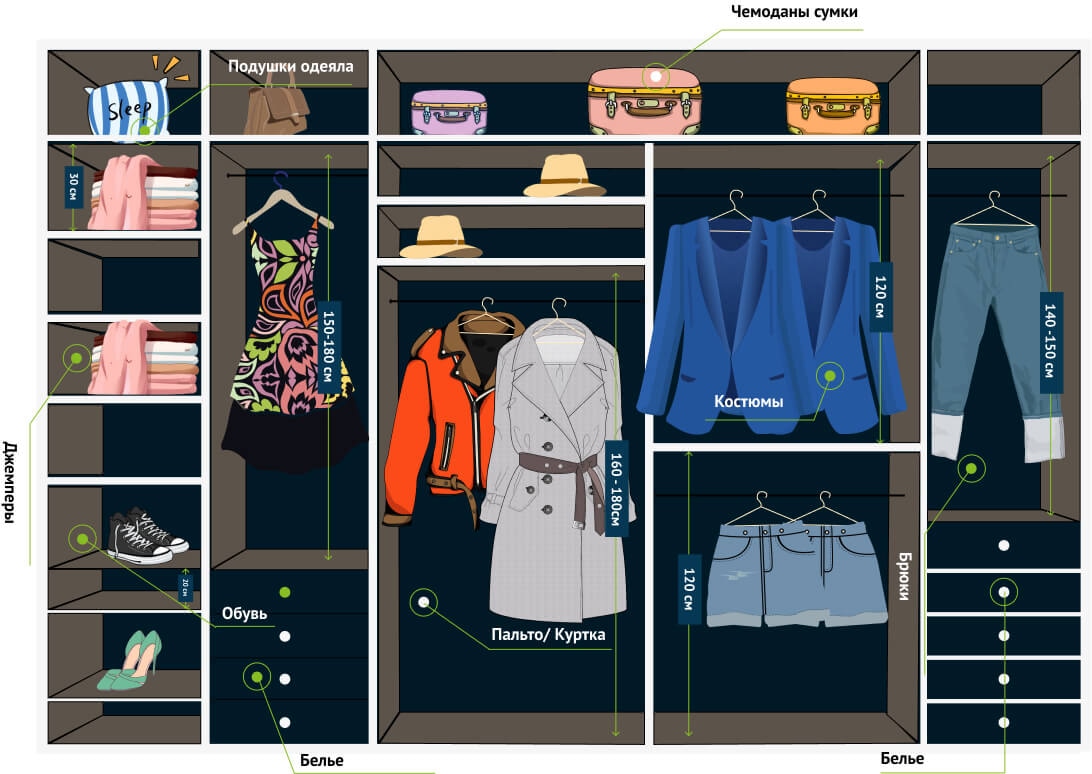 Чемоданы сумки
Подушки одеяла
Sleep
30 см
150-180 см
120 см
140 -150 см
Костюмы
Джемперы
160 - 180см
20 см
Обувь
120 см
Брюки
Пальто/ Куртка
Белье
Белье